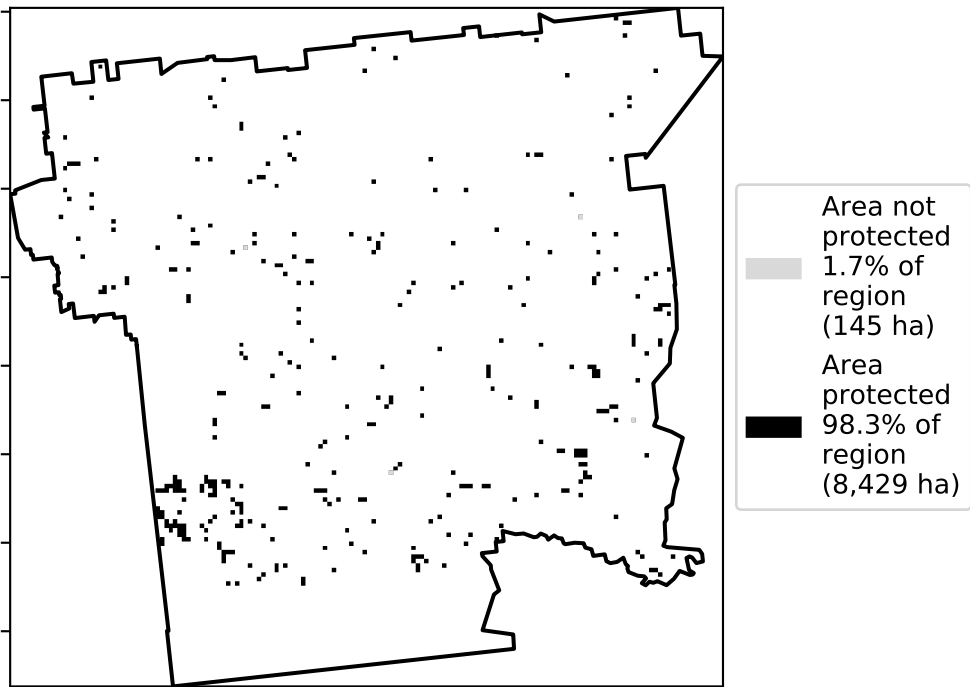 Area not
protected
1.7% of
region
(145 ha)
Area
protected
98.3% of
region
(8,429 ha)